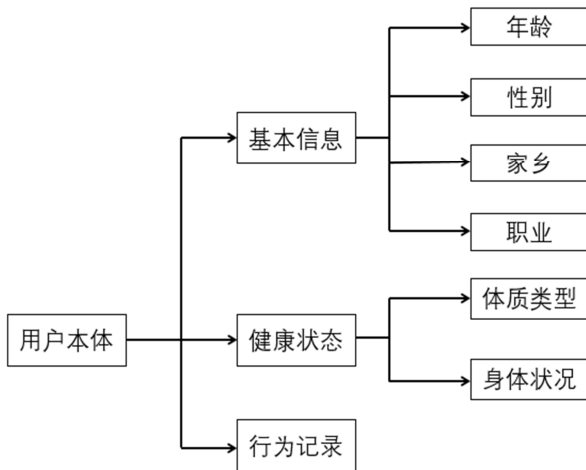 年龄
性别
基本信息
家乡
职业
体质类型
用户本体
健康状态
身体状况
行为记录